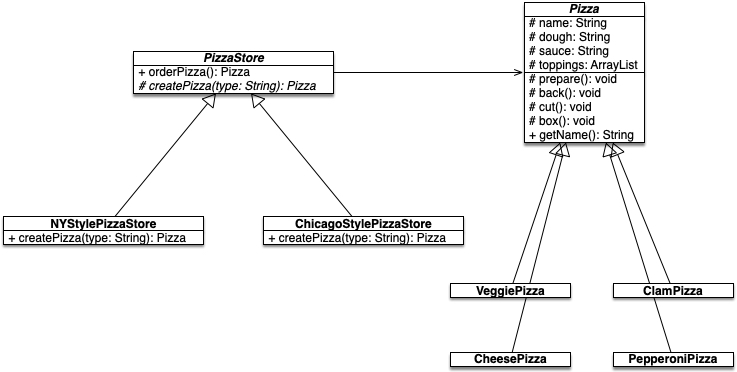 Pizza
# name: String
# dough: String
# sauce: String
# toppings: ArrayList
# prepare(): void
# back(): void
# cut(): void
# box(): void
+ getName(): String
PizzaStore
+ orderPizza(): Pizza
# createPizza(type: String): Pizza
NYStylePizzaStore
+ createPizza(type: String): Pizza
ChicagoStylePizzaStore
+ createPizza(type: String): Pizza
VeggiePizza
ClamPizza
CheesePizza
PepperoniPizza